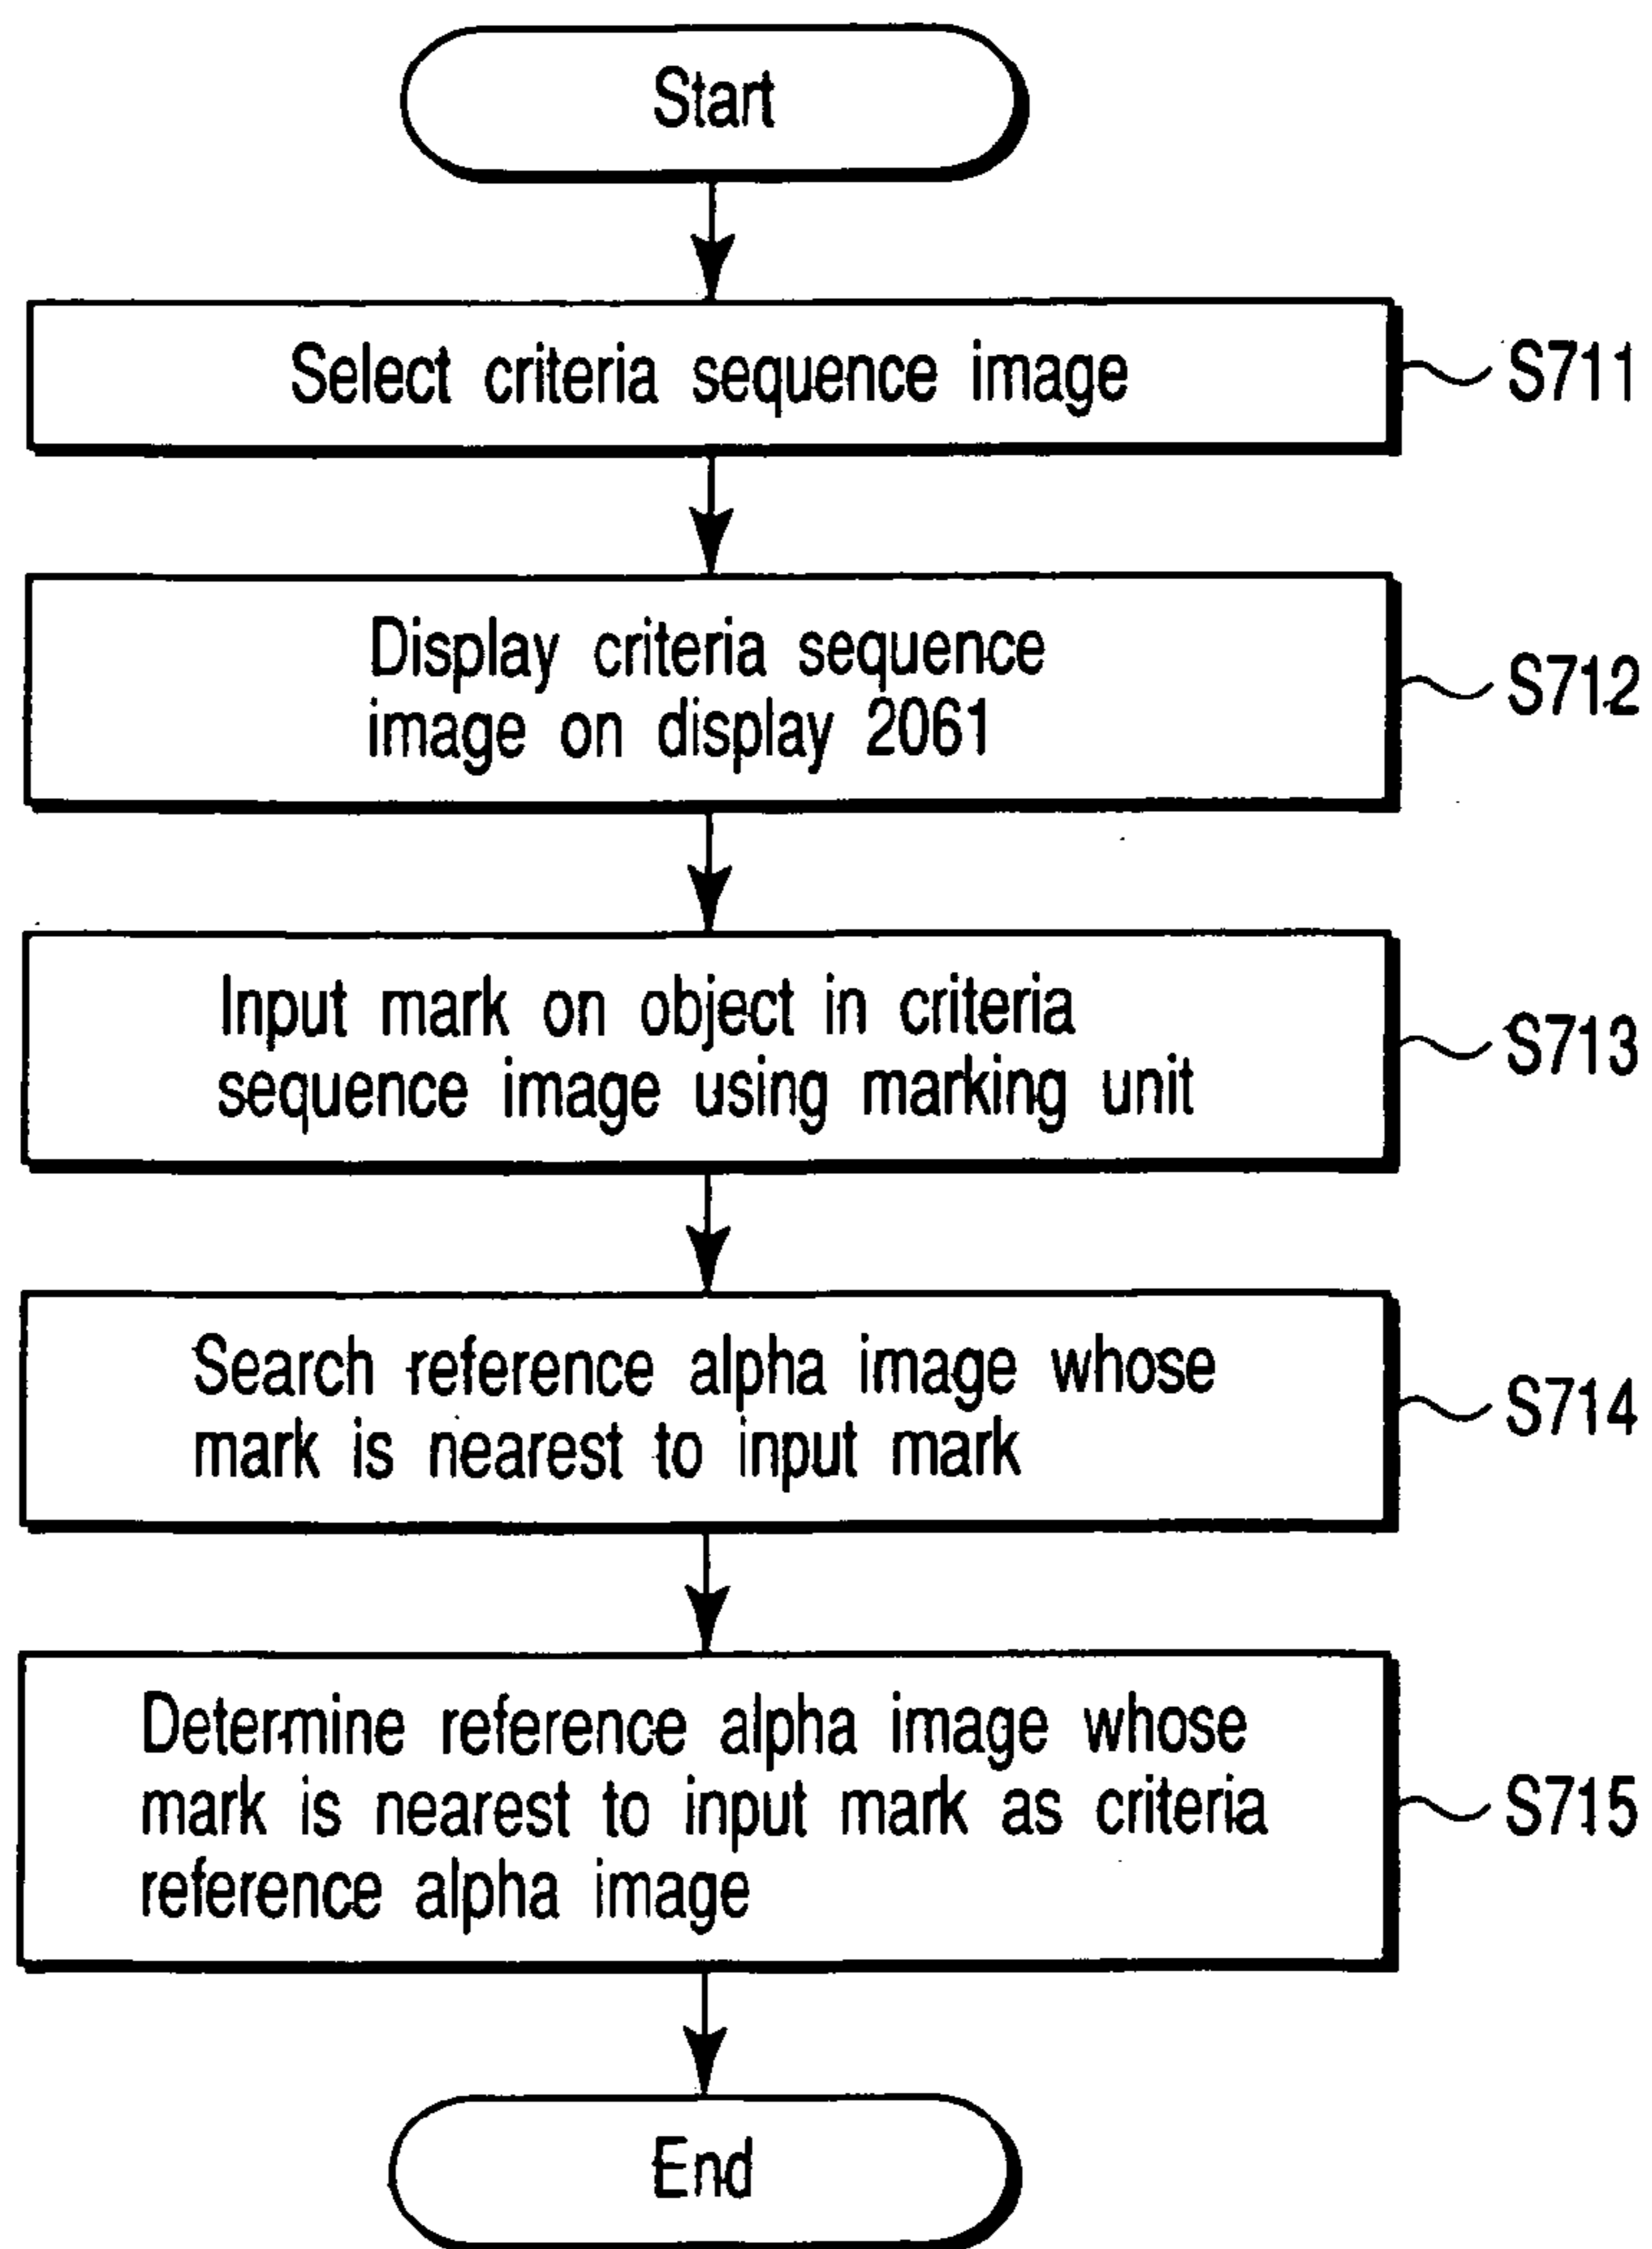 Start
Select criteria sequence image
S711
Display criteria sequence
image on display 2061
S712
Input mark on object in criteria
sequence image using marking unit
S713
Search reference alpha image whose
mark is nearest to input mark
S714
Determine reference alpha image whose
mark is nearest to input mark as criteria
reference alpha image
S715
End